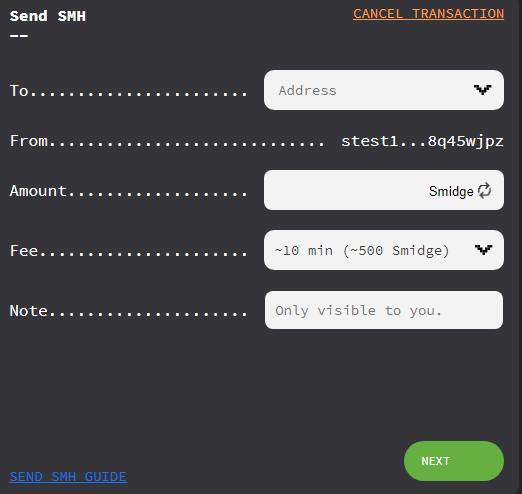 Send SMH
--
CANCEL TRANSACTION
To....................... Address
From............................. stest1...8q45wjpz
Amount................... Smidge
Fee...................... ~10 min (~500 Smidge)
Note..................... Only visible to you.
SEND SMH GUIDE
NEXT